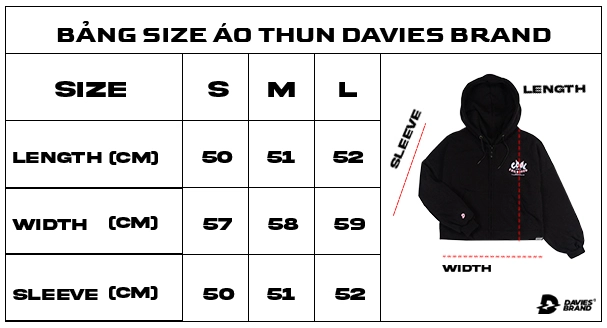 BẢNG SIZE ÁO THUN DAVIES BRAND
SIZE S M L
LENGTH (CM) 50 51 52
WIDTH (CM) 57 58 59
SLEEVE (CM) 50 51 52
LENGTH
SLEEVE
WIDTH
DAVIES
BRAND